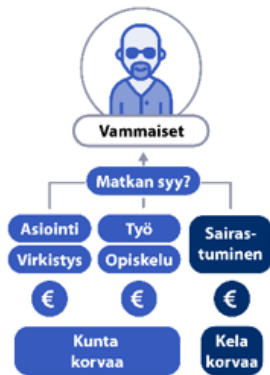 Vammaiset
Matkan syy?
Asiointi
Virkistys
Työ
Opiskelu
Sairas-
tuminen
€
€
€
Kunta
korvaa
Kela
korvaa